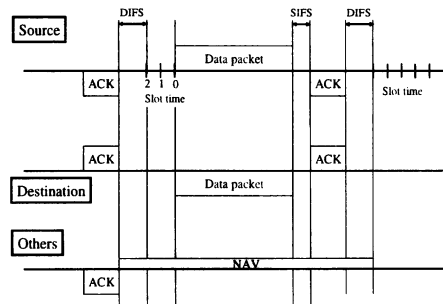 DIFS SIFS DIFS
Source
Data packet
ACK 2 1 0 ACK
Slot time Slot time
ACK ACK
Destination
Data packet
Others
NAV
ACK